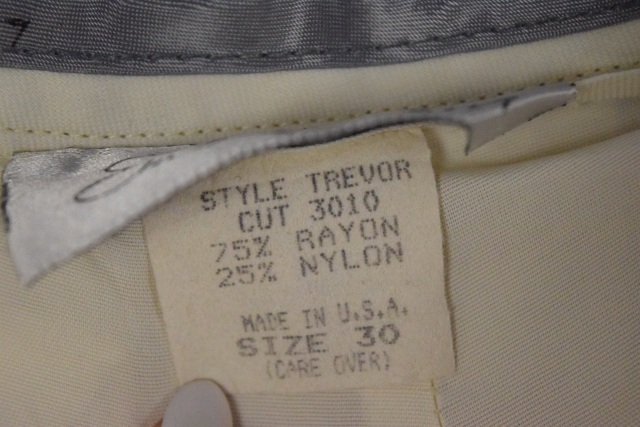 STYLE TREVOR
CUT 3010
75% RAYON
25% NYLON
MADE IN U.S.A.
SIZE 30
(CARE OVER)